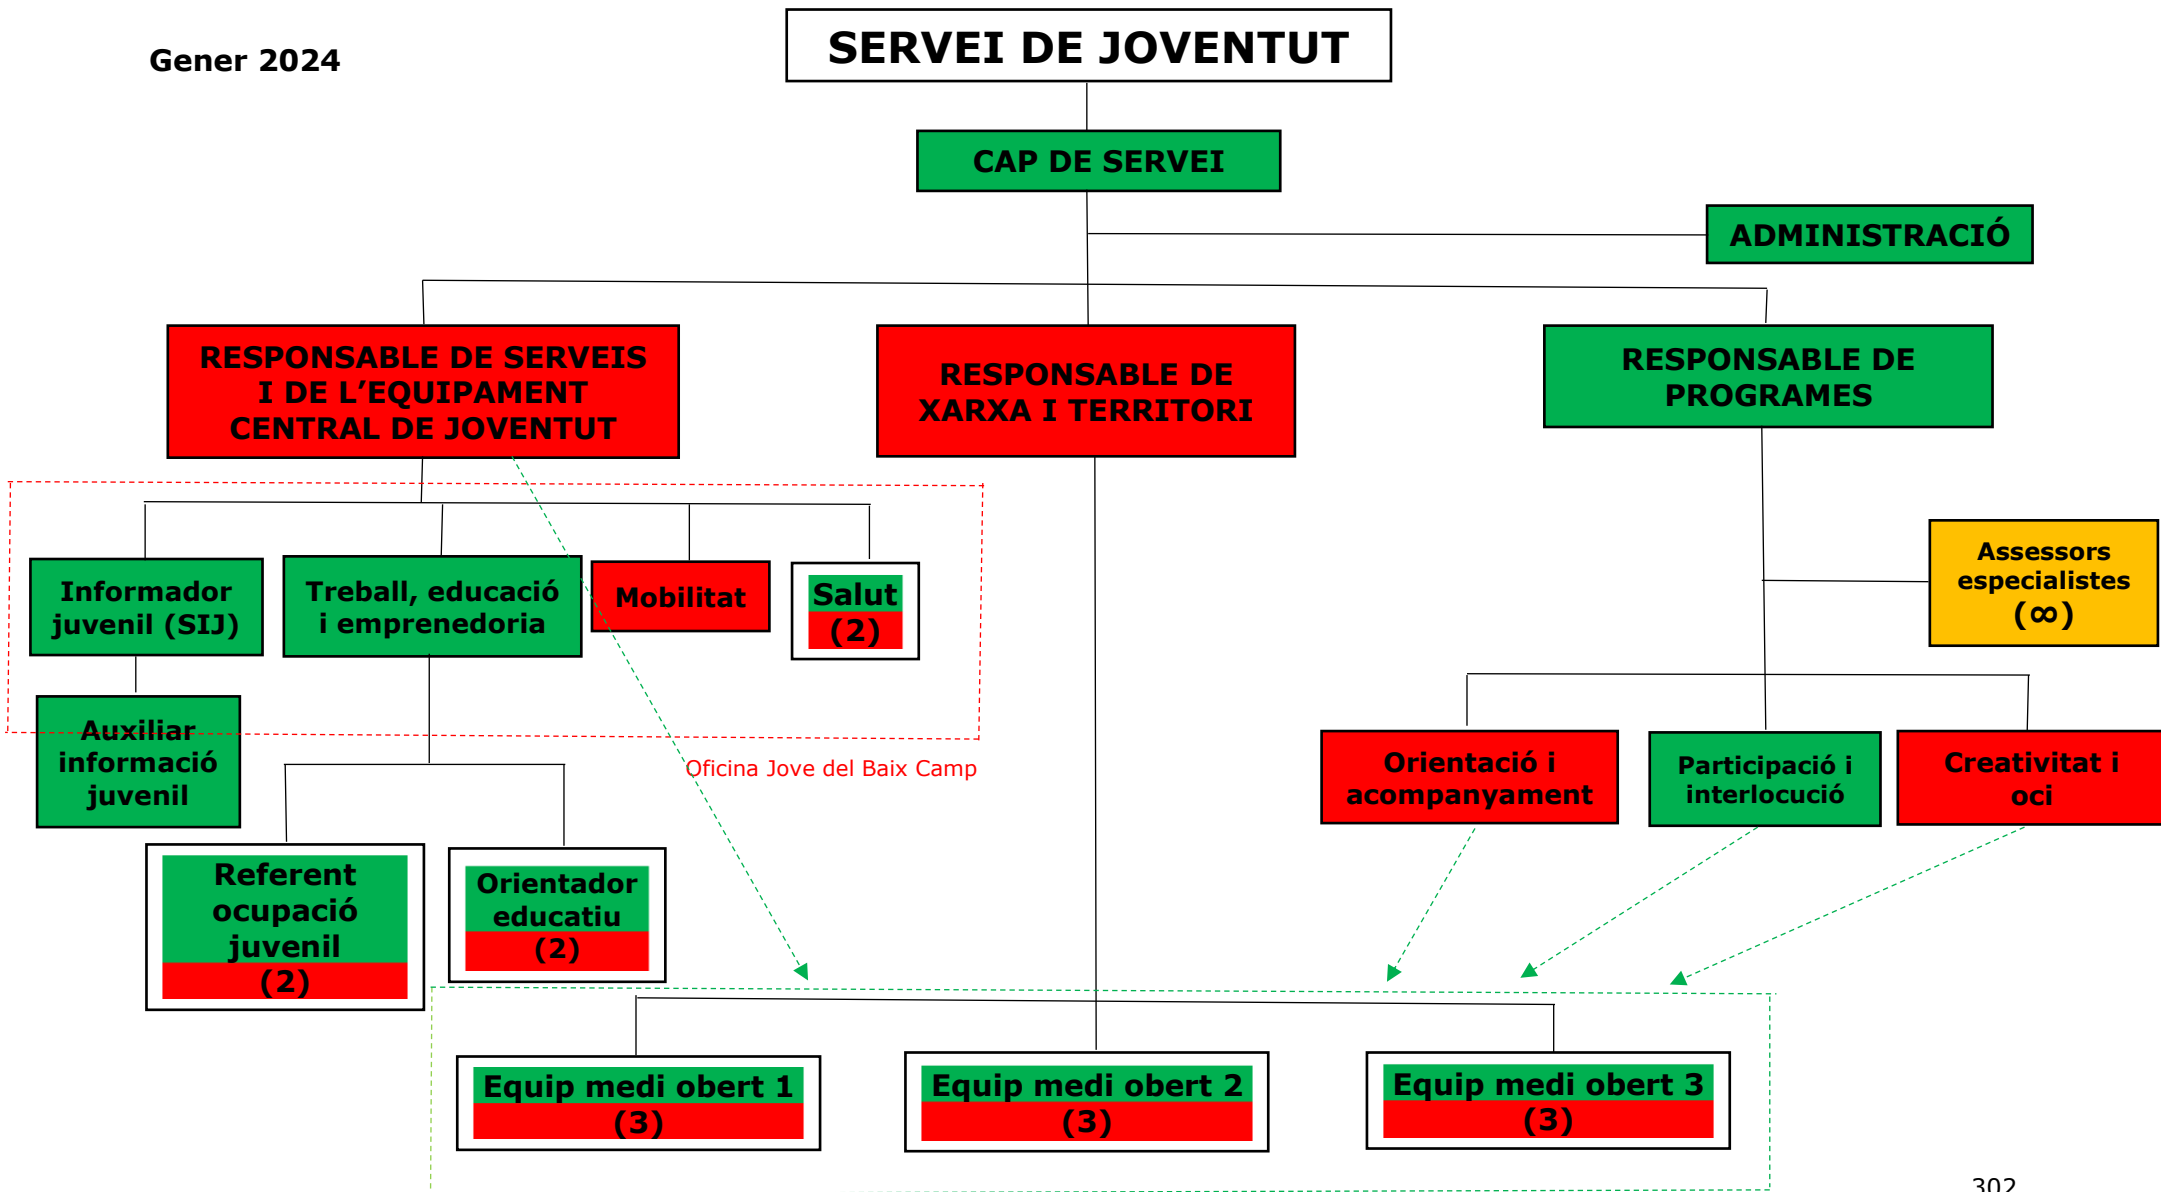 Gener 2024
SERVEI DE JOVENTUT
CAP DE SERVEI
ADMINISTRACIÓ
RESPONSABLE DE SERVEIS
I DE L’EQUIPAMENT
CENTRAL DE JOVENTUT
RESPONSABLE DE
XARXA I TERRITORI
RESPONSABLE DE
PROGRAMES
Informador
juvenil (SIJ)
Treball, educació
i emprenedoria
Mobilitat
Salut
(2)
Assessors
especialistes
(∞)
Auxiliar
informació
juvenil
Oficina Jove del Baix Camp
Orientació i
acompanyament
Participació i
interlocució
Creativitat i
oci
Referent
ocupació
juvenil
(2)
Orientador
educatiu
(2)
Equip medi obert 1
(3)
Equip medi obert 2
(3)
Equip medi obert 3
(3)
302